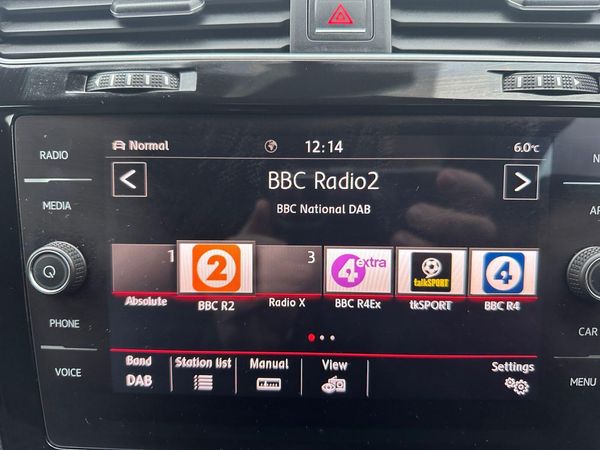 Normal
12:14
6.0°C
RADIO
MEDIA
PHONE
VOICE
<
BBC Radio2
>
BBC National DAB
1
2
3
4 extra
talkSPORT
4
Absolute
BBC R2
Radio X
BBC R4Ex
tkSPORT
BBC R4
Band
DAB
Station list
Manual
View
Settings
CAR
MENU